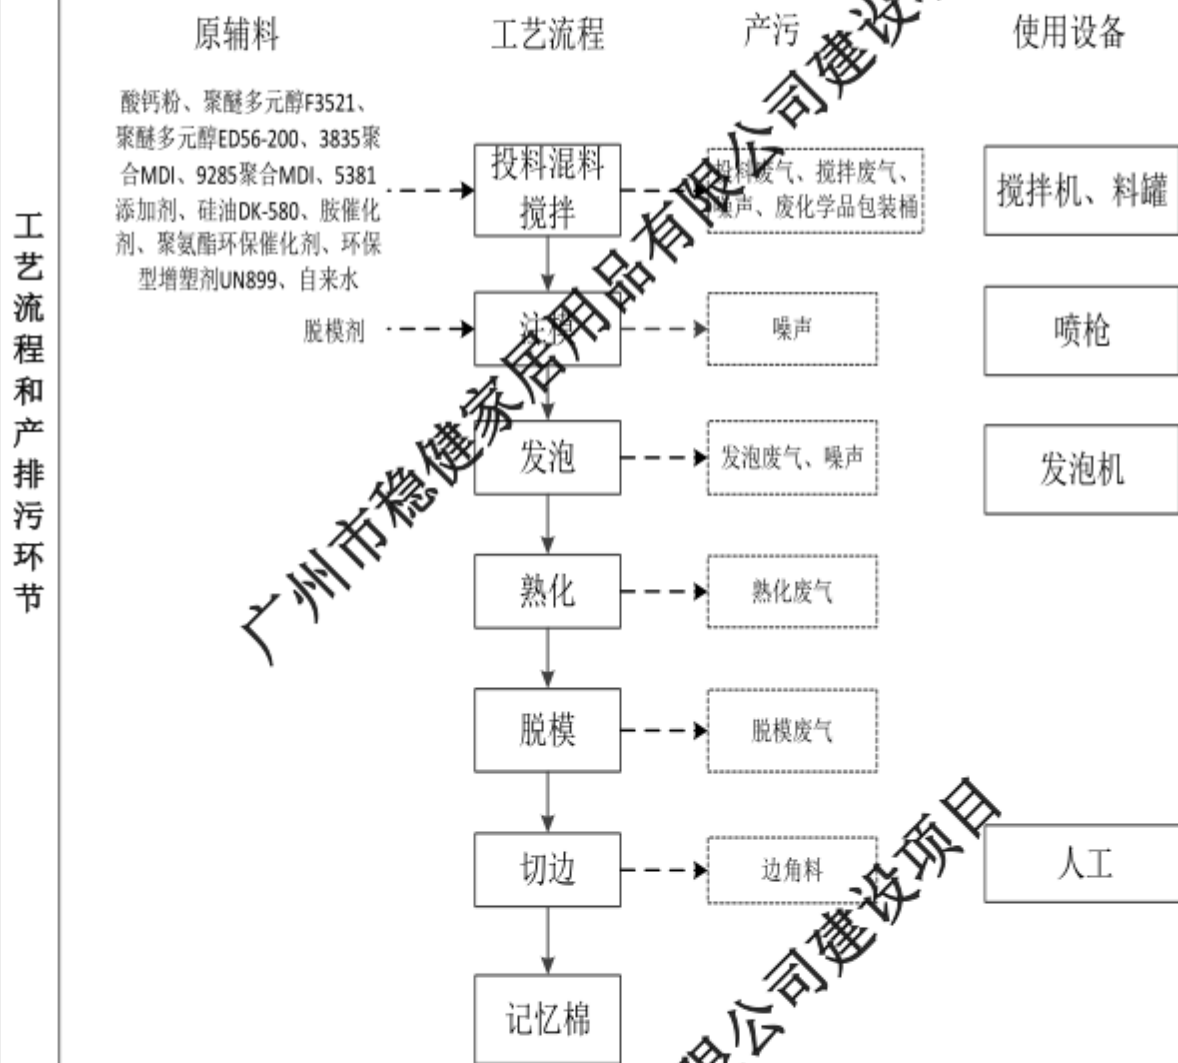 原辅料
工艺流程
产污
使用设备
酸钙粉、聚醚多元醇F3521、
聚醚多元醇ED56-200、3835聚
合MDI、9285聚合MDI、5381
添加剂、硅油DK-580、胺催化
剂、聚氨酯环保催化剂、环保
型增塑剂UN899、自来水
投料混料
搅拌
投料废气、搅拌废气、
噪声、废化学品包装桶
搅拌机、料罐
脱模剂
注模
噪声
喷枪
发泡
发泡废气、噪声
发泡机
熟化
熟化废气
脱模
脱模废气
切边
边角料
人工
记忆棉
工艺流程和产排污环节
广州市稳健家居用品有限公司建设
限公司建设项目